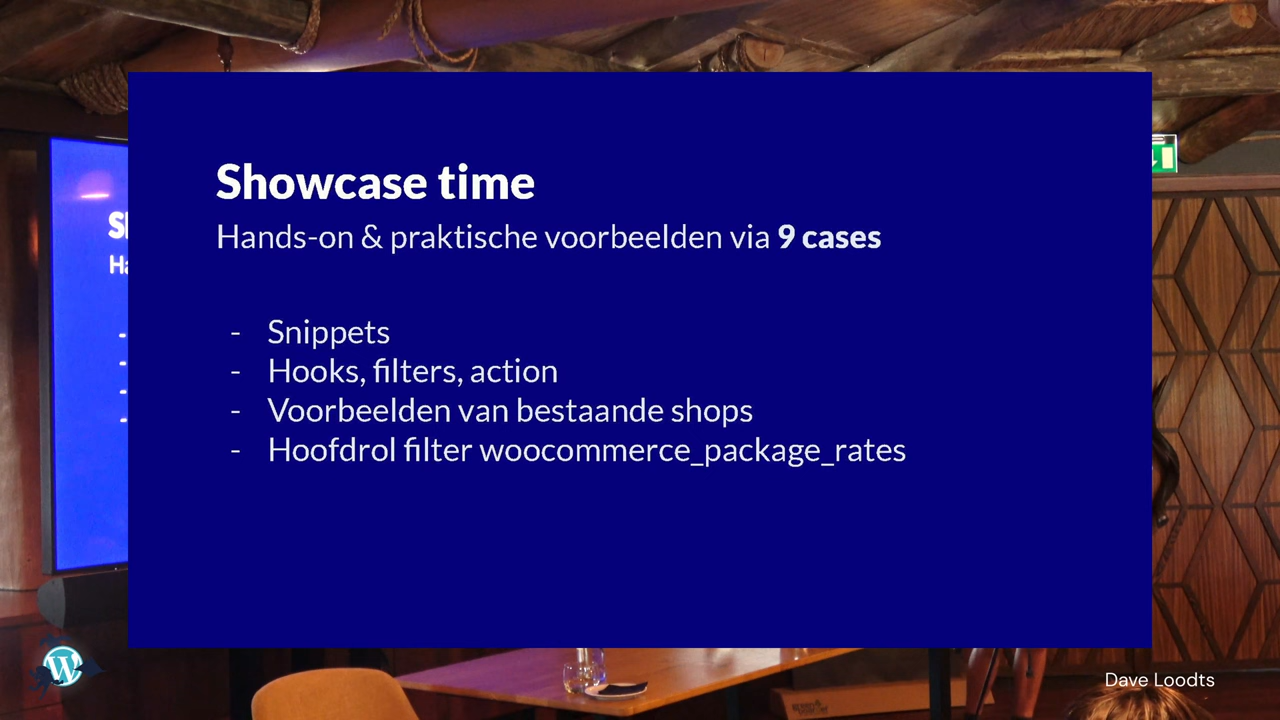 Showcase time
Hands-on & praktische voorbeelden via 9 cases
- Snippets
- Hooks, filters, action
- Voorbeelden van bestaande shops
- Hoofdrol filter woocommerce_package_rates
Dave Loodts